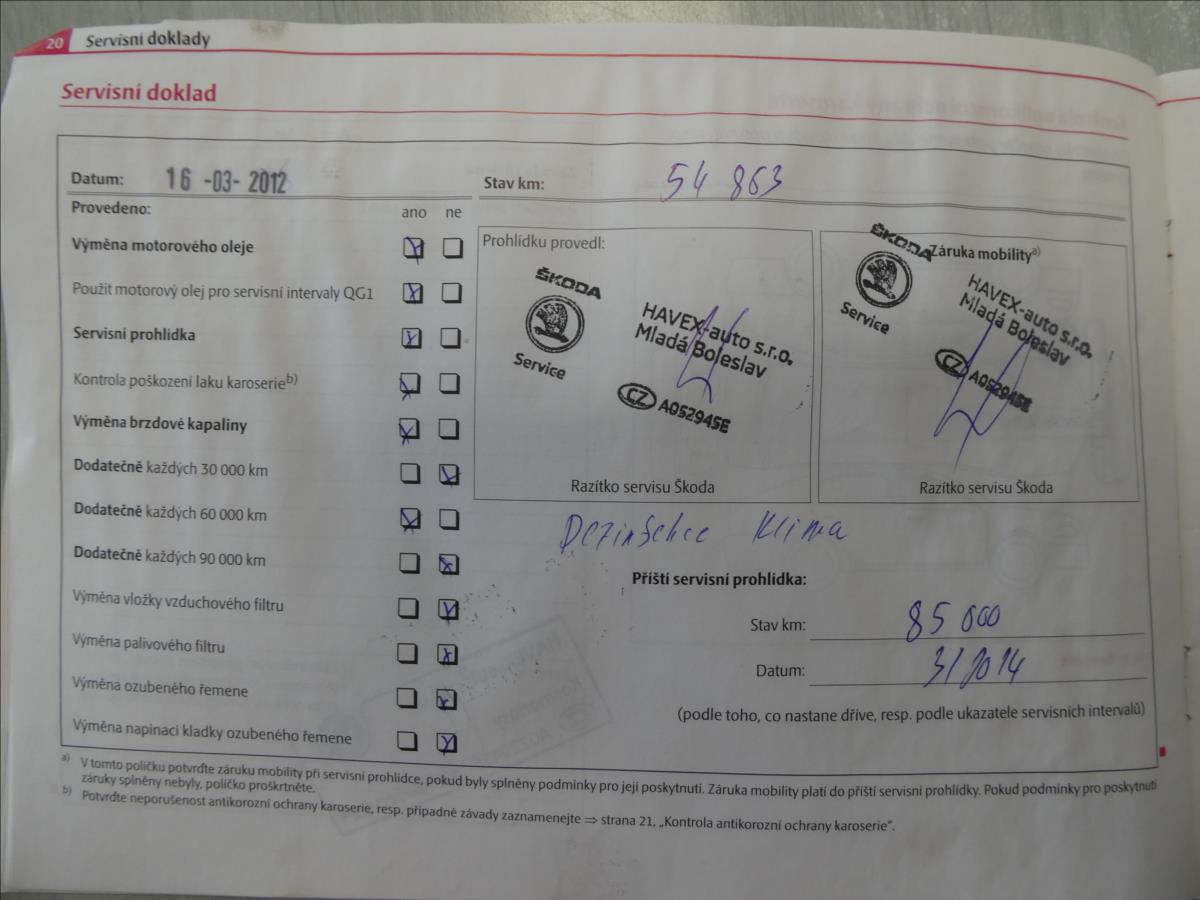 20 Servisní doklady
Servisní doklad
Datum: 16 -03- 2012
Stav km: 54 863
Provedeno: ano ne
Výměna motorového oleje
Použit motorový olej pro servisní intervaly QG1
Servisní prohlídka
Kontrola poškození laku karoserieb)
Výměna brzdové kapaliny
Dodatečně každých 30 000 km
Dodatečně každých 60 000 km
Dodatečně každých 90 000 km
Výměna vložky vzduchového filtru
Výměna palivového filtru
Výměna ozubeného řemene
Výměna napínací kladky ozubeného řemene
Prohlídku provedl:
ŠKODA
Service
HAVEX-auto s.r.o.
Mladá Boleslav
CZ A052945E
Razítko servisu Škoda
Záruka mobilitya)
ŠKODA
Service
HAVEX-auto s.r.o.
Mladá Boleslav
CZ A052945E
Razítko servisu Škoda
Dezinfekce Klima
Příští servisní prohlídka:
Stav km: 85 000
Datum: 3/2014
(podle toho, co nastane dříve, resp. podle ukazatele servisních intervalů)
a) V tomto políčku potvrďte záruku mobility při servisní prohlídce, pokud byly splněny podmínky pro její poskytnutí. Záruka mobility platí do příští servisní prohlídky. Pokud podmínky pro poskytnutí
záruky splněny nebyly, políčko proškrtněte.
b) Potvrďte neporušenost antikorozní ochrany karoserie, resp. případné závady zaznamenejte ⇒ strana 21, „Kontrola antikorozní ochrany karoserie“.